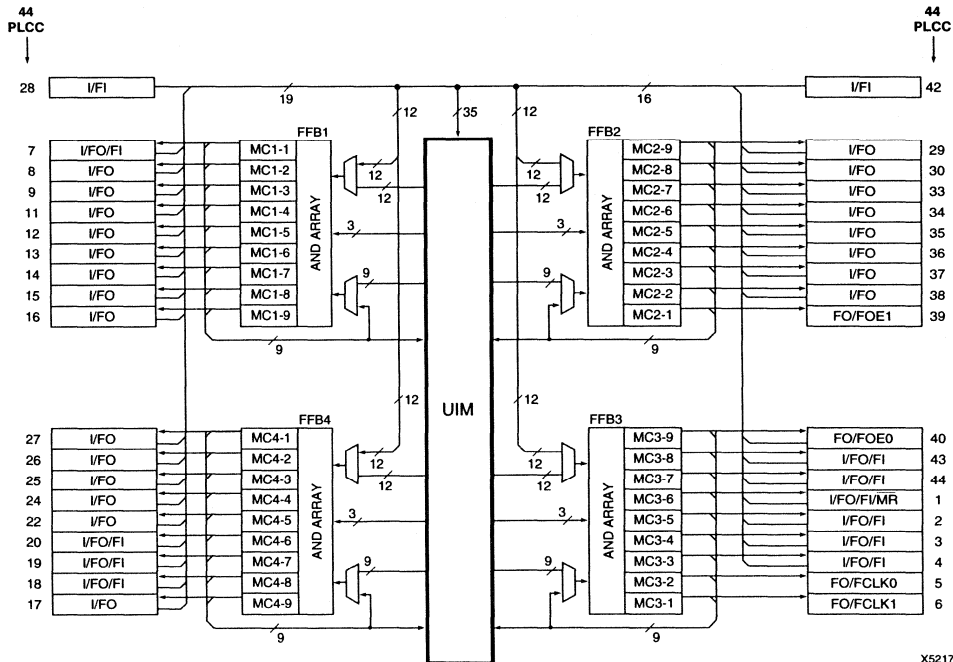 44
PLCC
44
PLCC
28 I/FI
I/FI 42
19
16
12
35
12
FFB1
FFB2
7 I/FO/FI MC1-1
8 I/FO MC1-2
9 I/FO MC1-3
11 I/FO MC1-4
12 I/FO MC1-5
13 I/FO MC1-6
14 I/FO MC1-7
15 I/FO MC1-8
16 I/FO MC1-9
AND ARRAY
12
12
3
9
9
UIM
12
12
3
9
9
AND ARRAY
MC2-9 I/FO 29
MC2-8 I/FO 30
MC2-7 I/FO 33
MC2-6 I/FO 34
MC2-5 I/FO 35
MC2-4 I/FO 36
MC2-3 I/FO 37
MC2-2 I/FO 38
MC2-1 FO/FOE1 39
12
12
FFB4
FFB3
27 I/FO MC4-1
26 I/FO MC4-2
25 I/FO MC4-3
24 I/FO MC4-4
22 I/FO MC4-5
20 I/FO/FI MC4-6
19 I/FO/FI MC4-7
18 I/FO/FI MC4-8
17 I/FO MC4-9
AND ARRAY
12
12
3
9
9
12
12
3
9
9
AND ARRAY
MC3-9 FO/FOE0 40
MC3-8 I/FO/FI 43
MC3-7 I/FO/FI 44
MC3-6 I/FO/FI/MR 1
MC3-5 I/FO/FI 2
MC3-4 I/FO/FI 3
MC3-3 I/FO/FI 4
MC3-2 FO/FCLK0 5
MC3-1 FO/FCLK1 6
X5217